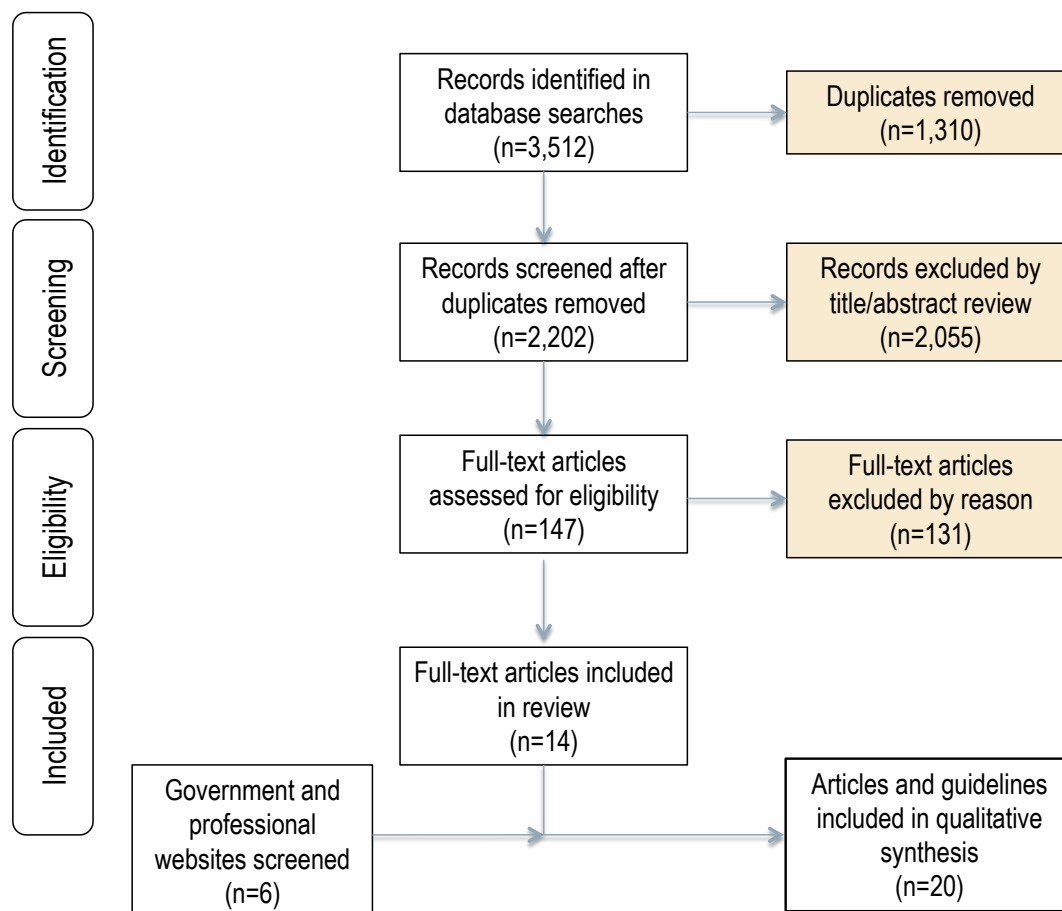 Identification
Records identified in
database searches
(n=3,512)
Duplicates removed
(n=1,310)
Screening
Records screened after
duplicates removed
(n=2,202)
Records excluded by
title/abstract review
(n=2,055)
Eligibility
Full-text articles
assessed for eligibility
(n=147)
Full-text articles
excluded by reason
(n=131)
Included
Full-text articles included
in review
(n=14)
Government and
professional
websites screened
(n=6)
Articles and guidelines
included in qualitative
synthesis
(n=20)